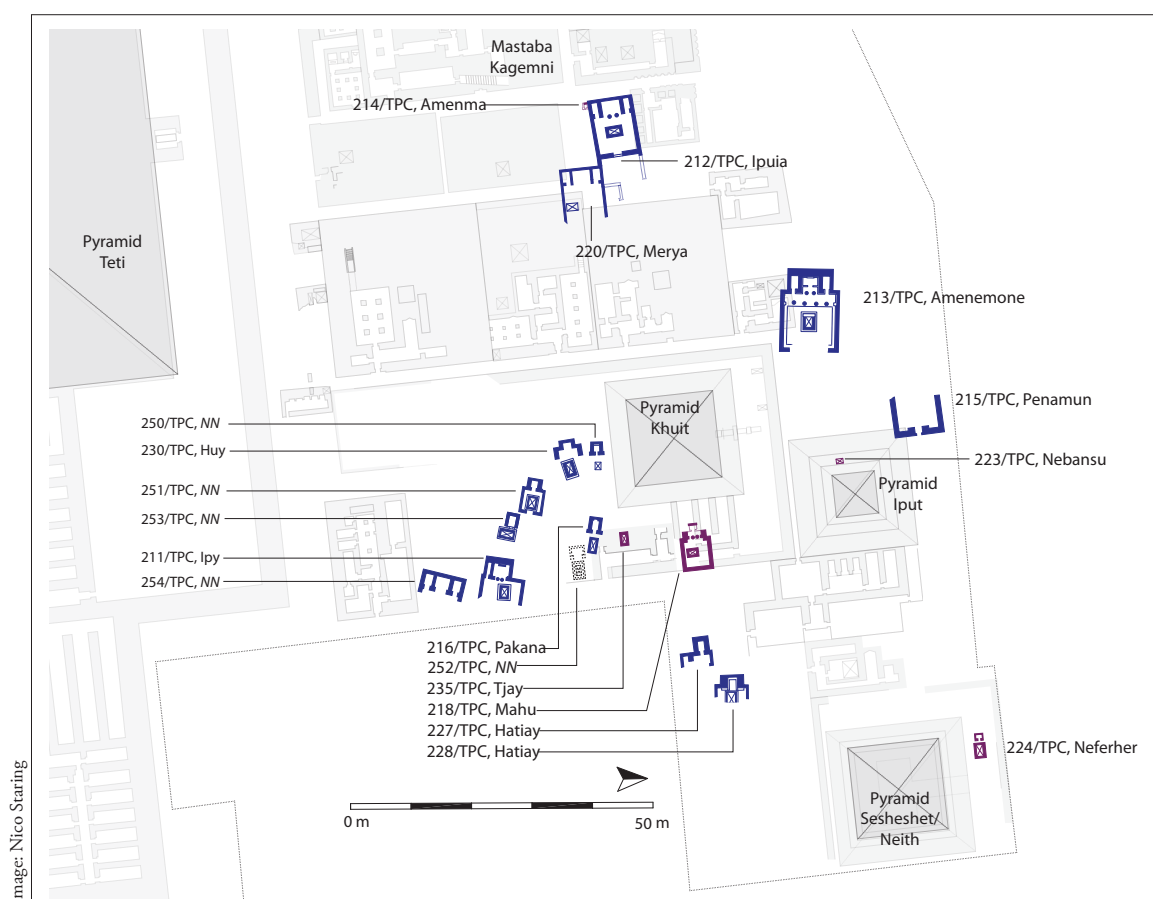 Mastaba
Kagemni
214/TPC, Amenma
212/TPC, Ipuia
Pyramid
Teti
220/TPC, Merya
213/TPC, Amenemone
215/TPC, Penamun
Pyramid
Khuit
250/TPC, NN
230/TPC, Huy
223/TPC, Nebansu
251/TPC, NN
Pyramid
Iput
253/TPC, NN
211/TPC, Ipy
254/TPC, NN
216/TPC, Pakana
252/TPC, NN
235/TPC, Tjay
218/TPC, Mahu
227/TPC, Hatiay
228/TPC, Hatiay
224/TPC, Neferher
Pyramid
Sesheshet/
Neith
0 m
50 m
mage: Nico Staring